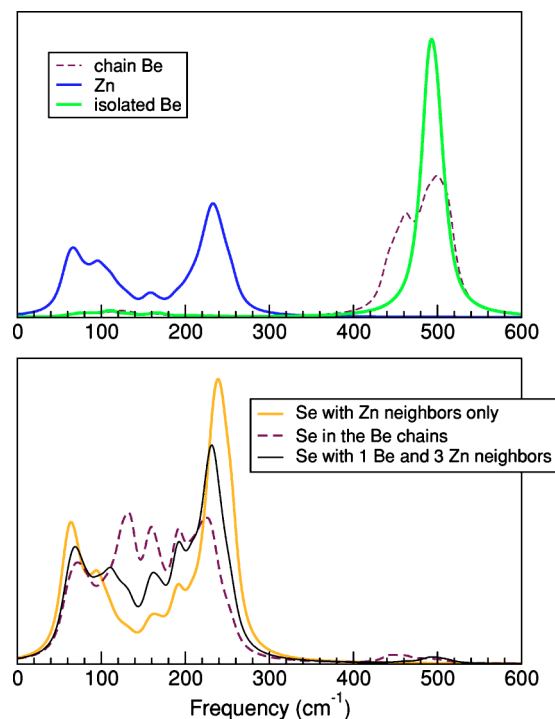 chain Be
Zn
isolated Be
0 100 200 300 400 500 600
Se with Zn neighbors only
Se in the Be chains
Se with 1 Be and 3 Zn neighbors
0 100 200 300 400 500 600
Frequency (cm-1)